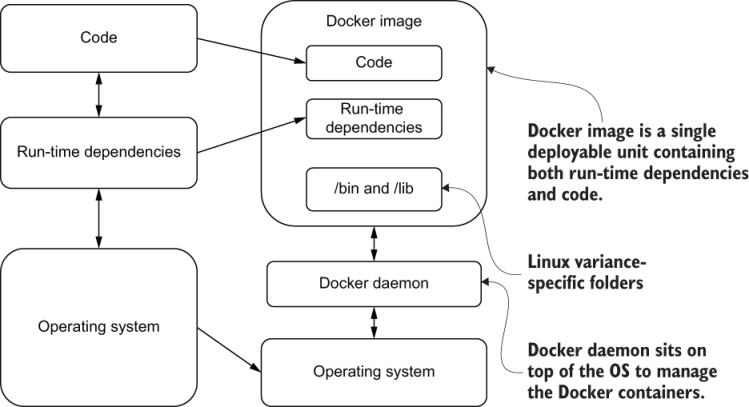 Code
Run-time dependencies
Operating system
Docker image
Code
Run-time
dependencies
/bin and /lib
Docker daemon
Operating system
Docker image is a single
deployable unit containing
both run-time dependencies
and code.
Linux variance-
specific folders
Docker daemon sits on
top of the OS to manage
the Docker containers.